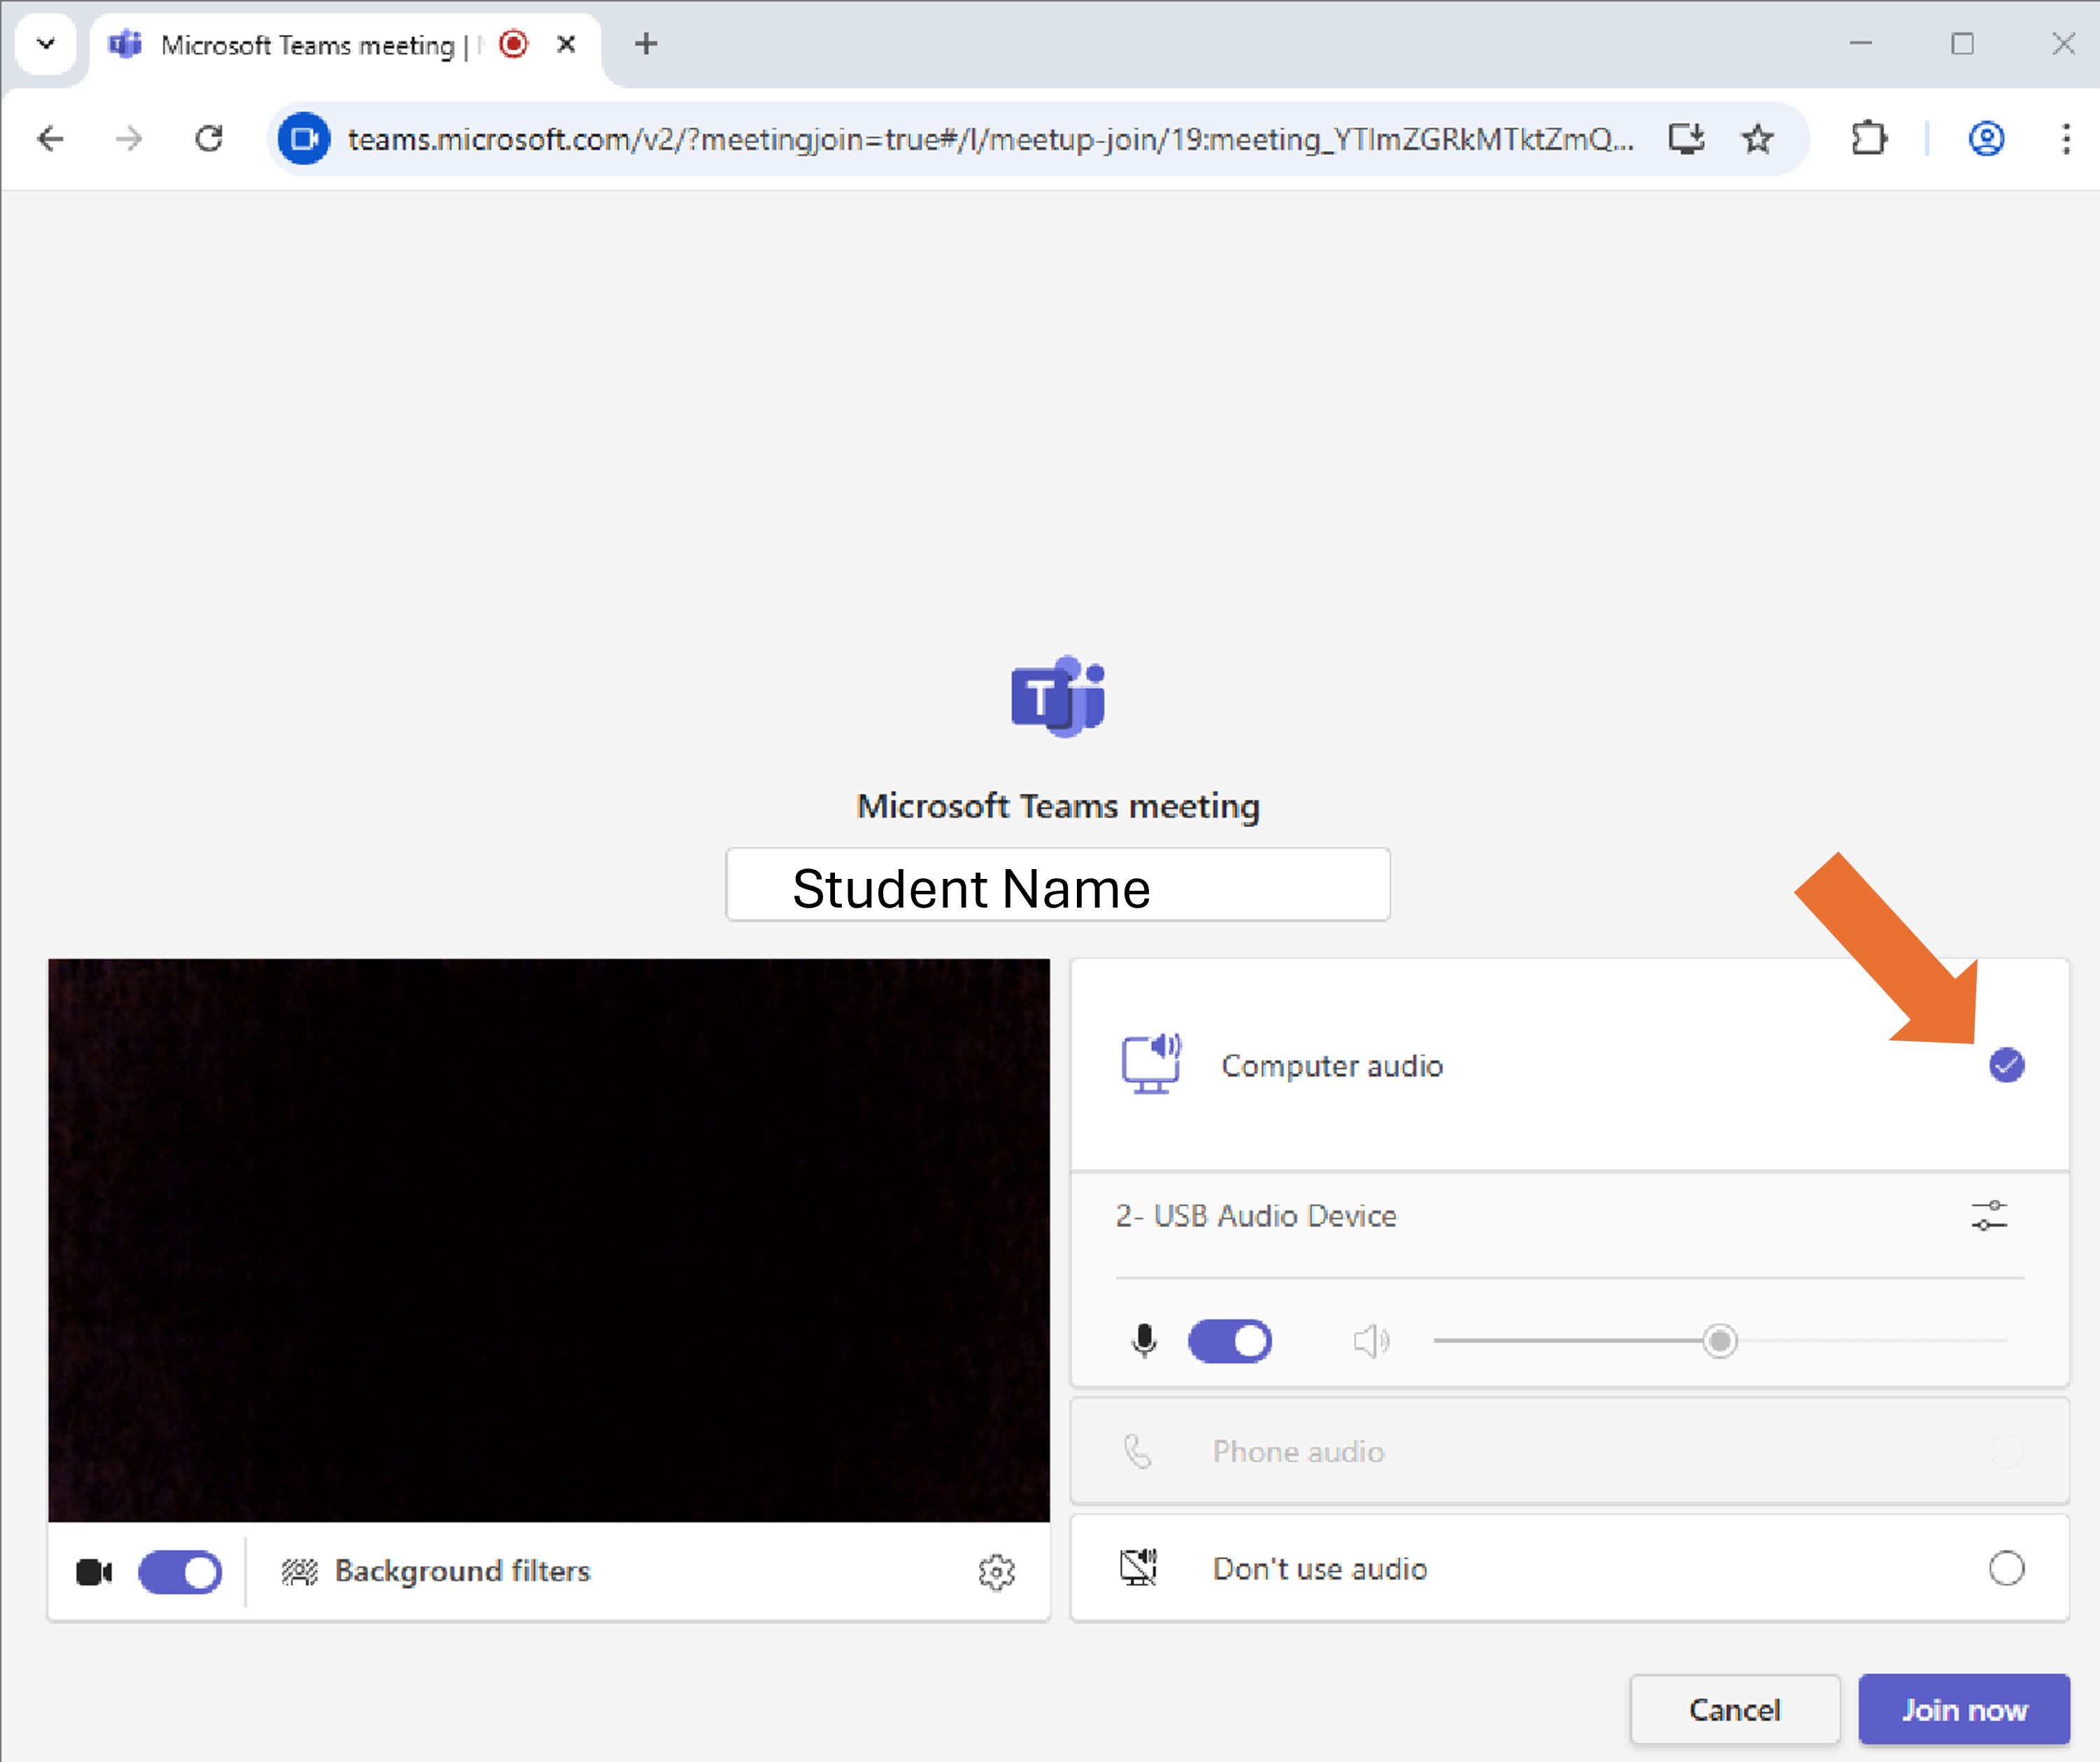 Microsoft Teams meeting |
teams.microsoft.com/v2/?meetingjoin=true#/l/meetup-join/19:meeting_YTlmZGRkMTktZmQ...
T
Microsoft Teams meeting
Student Name
Computer audio
2- USB Audio Device
Phone audio
Background filters
Don't use audio
Cancel
Join now